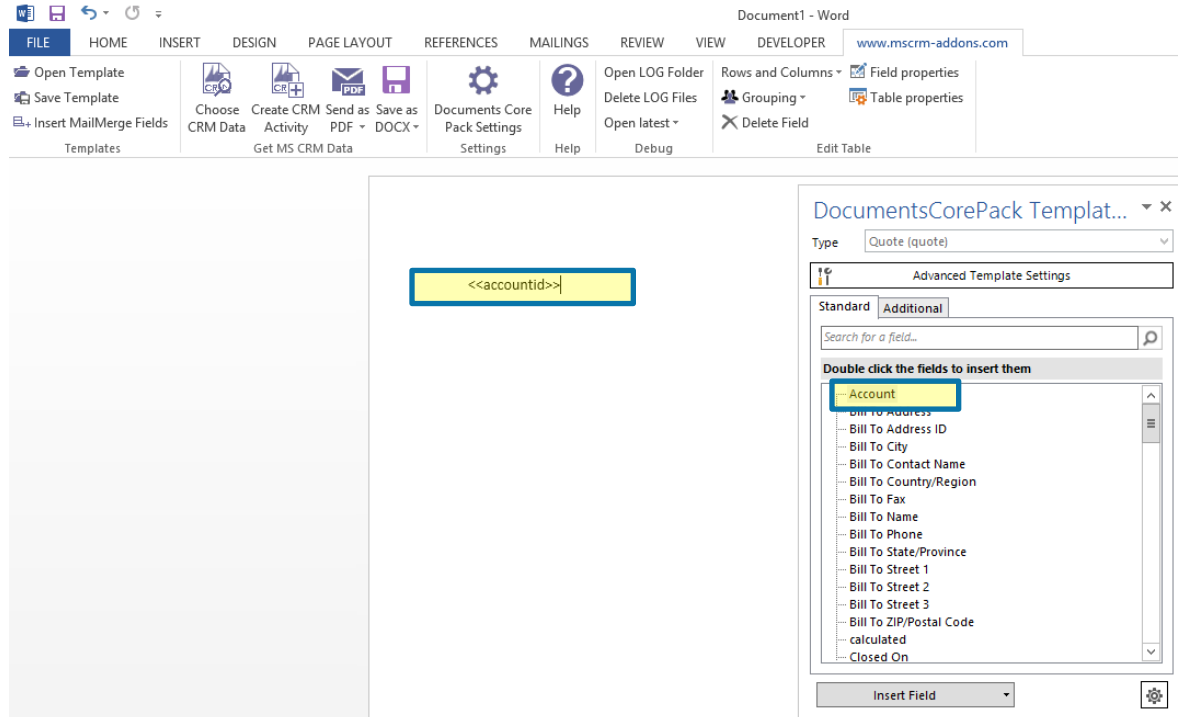 Document1 - Word
FILE HOME INSERT DESIGN PAGE LAYOUT REFERENCES MAILINGS REVIEW VIEW DEVELOPER www.mscrm-addons.com
Open Template
Save Template
Insert MailMerge Fields
Templates
Choose CRM Data
Create CRM Activity
Send as PDF
Save as DOCX
Get MS CRM Data
Documents Core Pack Settings
Settings
Help
Help
Open LOG Folder
Delete LOG Files
Open latest
Debug
Rows and Columns
Grouping
Delete Field
Field properties
Table properties
Edit Table
<<accountid>>
DocumentsCorePack Templat...
Type Quote (quote)
Advanced Template Settings
Standard Additional
Search for a field...
Double click the fields to insert them
Account
Bill To Address
Bill To Address ID
Bill To City
Bill To Contact Name
Bill To Country/Region
Bill To Fax
Bill To Name
Bill To Phone
Bill To State/Province
Bill To Street 1
Bill To Street 2
Bill To Street 3
Bill To ZIP/Postal Code
calculated
Closed On
Insert Field